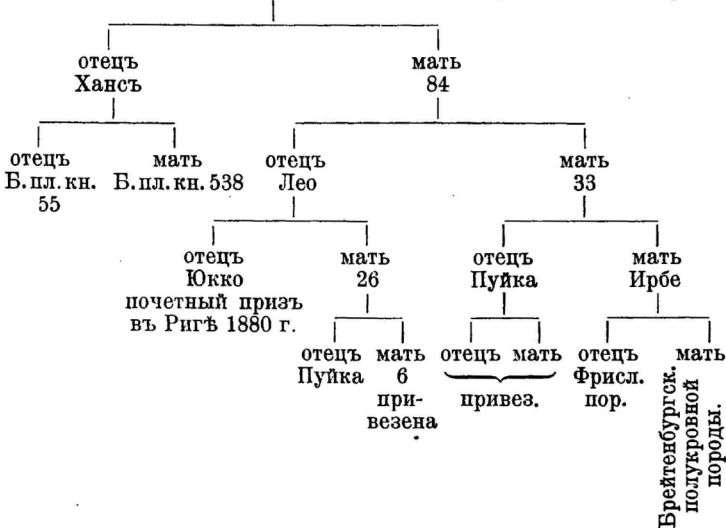 отецъ мать
Хансъ 84
отецъ мать отецъ мать
Б. пл. кн. Б. пл. кн. 538 Лео 33
55
отецъ мать отецъ мать
Юкко 26 Пуйка Ирбе
почетный призъ
въ Ригѣ 1880 г.
отецъ мать отецъ мать отецъ мать
Пуйка 6 Фрисл.
при- привез. пор.
везена
Брейтенбургск.
полукровной
породы.